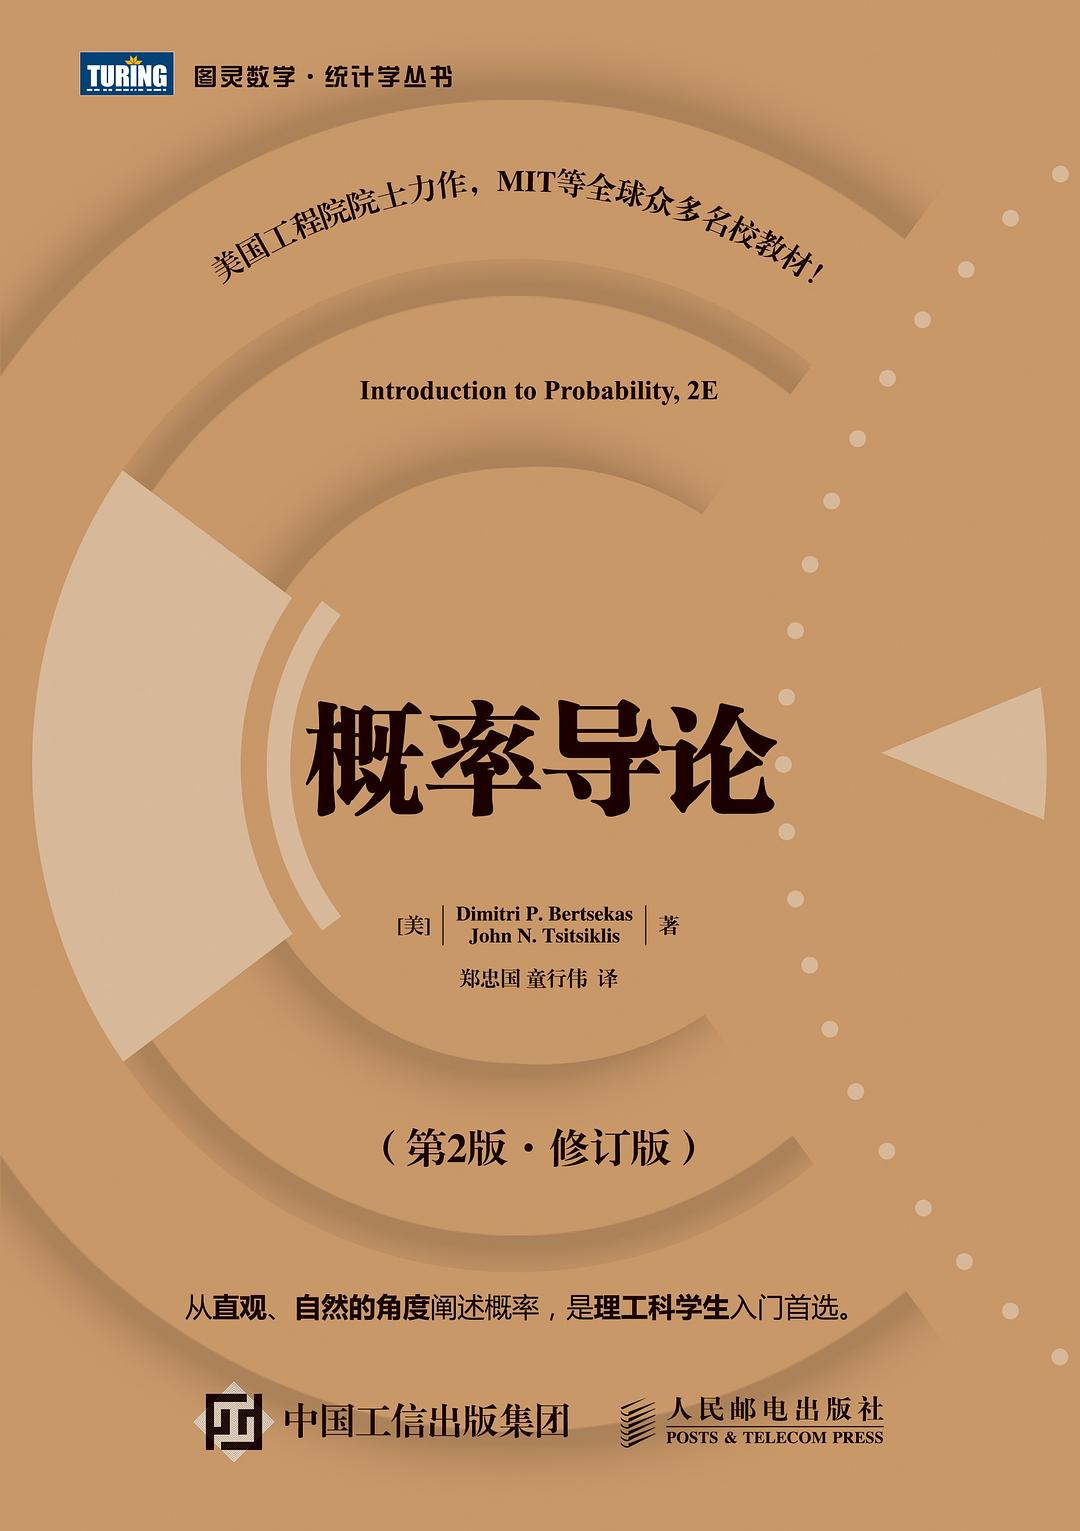 TURING
图灵数学·统计学丛书
美国工程院院士力作，MIT等全球众多名校教材！
Introduction to Probability, 2E
概率导论
[美] Dimitri P. Bertsekas
John N. Tsitsiklis 著
郑忠国 童行伟 译
（第2版·修订版）
从直观、自然的角度阐述概率，是理工科学生入门首选。
中国工信出版集团
人民邮电出版社
POSTS & TELECOM PRESS